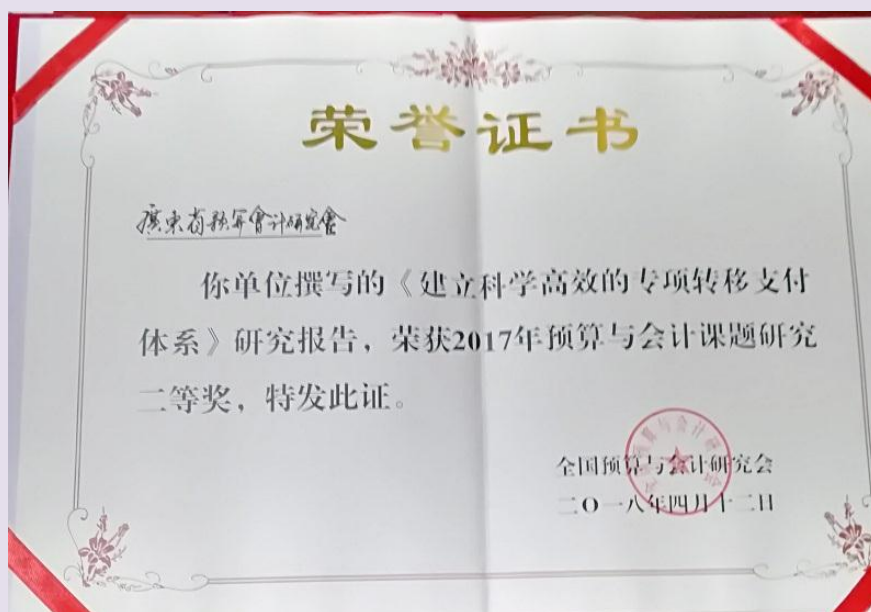 荣誉证书
廣东省预算會计研究會
你单位撰写的《建立科学高效的专项转移支付
体系》研究报告，荣获2017年预算与会计课题研究
二等奖，特发此证。
全国预算与会计研究会
二O一八年四月十二日